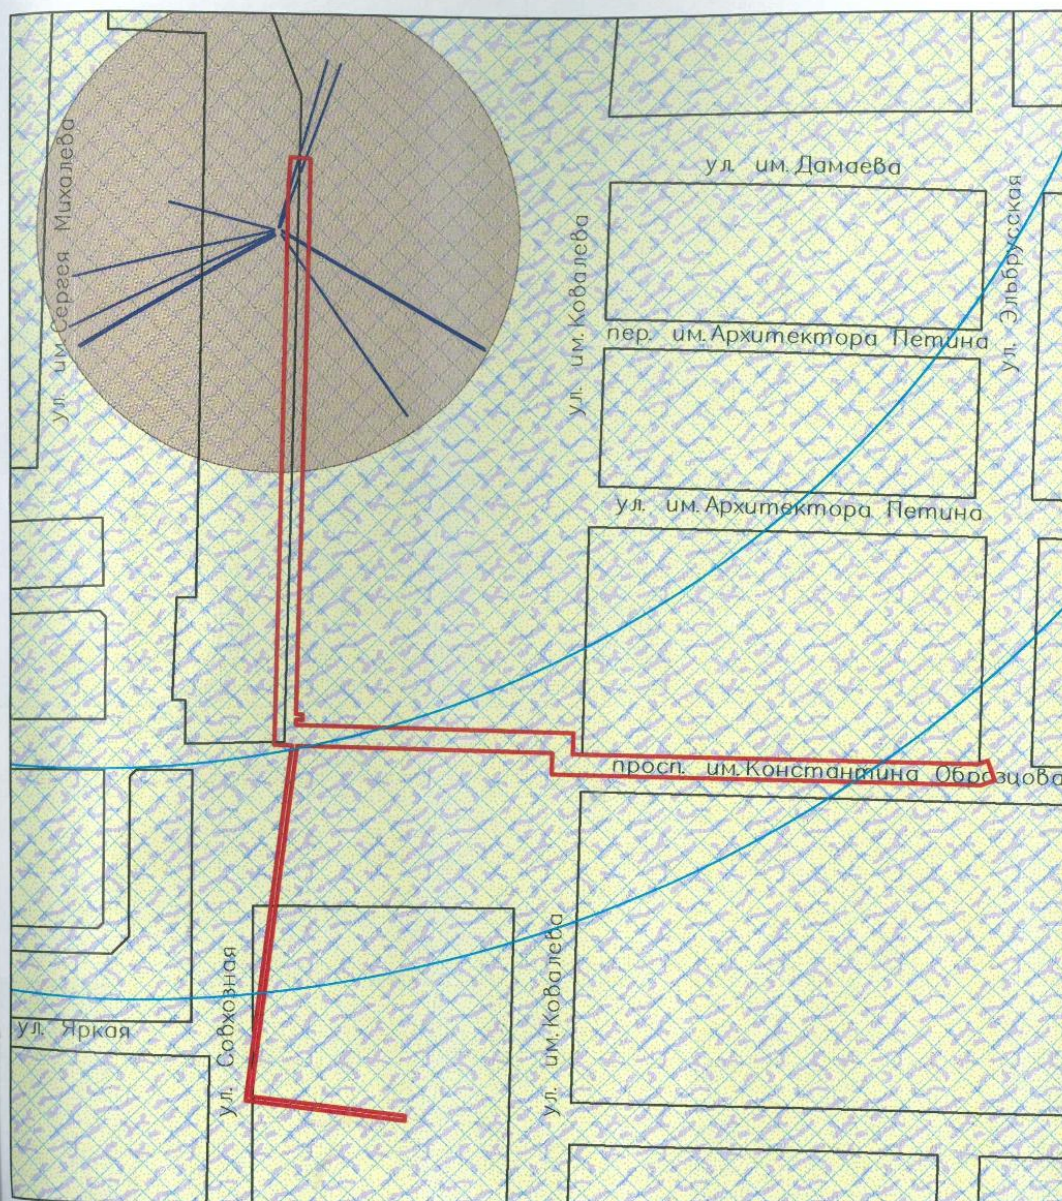 ул. им. Дамаева
ул. им. Сергея Михалева
ул. им. Ковалева
ул. Эльбрусская
пер. им. Архитектора Петина
ул. им. Архитектора Петина
просп. им. Константина Образцова
ул. Совхозная
ул. им. Ковалева
ул. Яркая